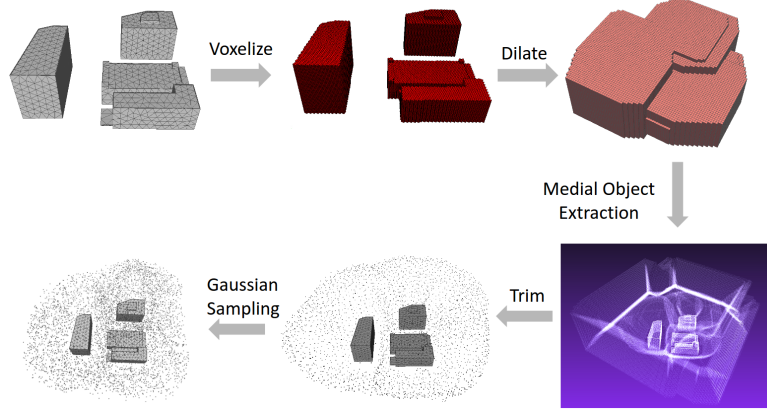 Voxelize
Dilate
Medial Object
Extraction
Trim
Gaussian
Sampling